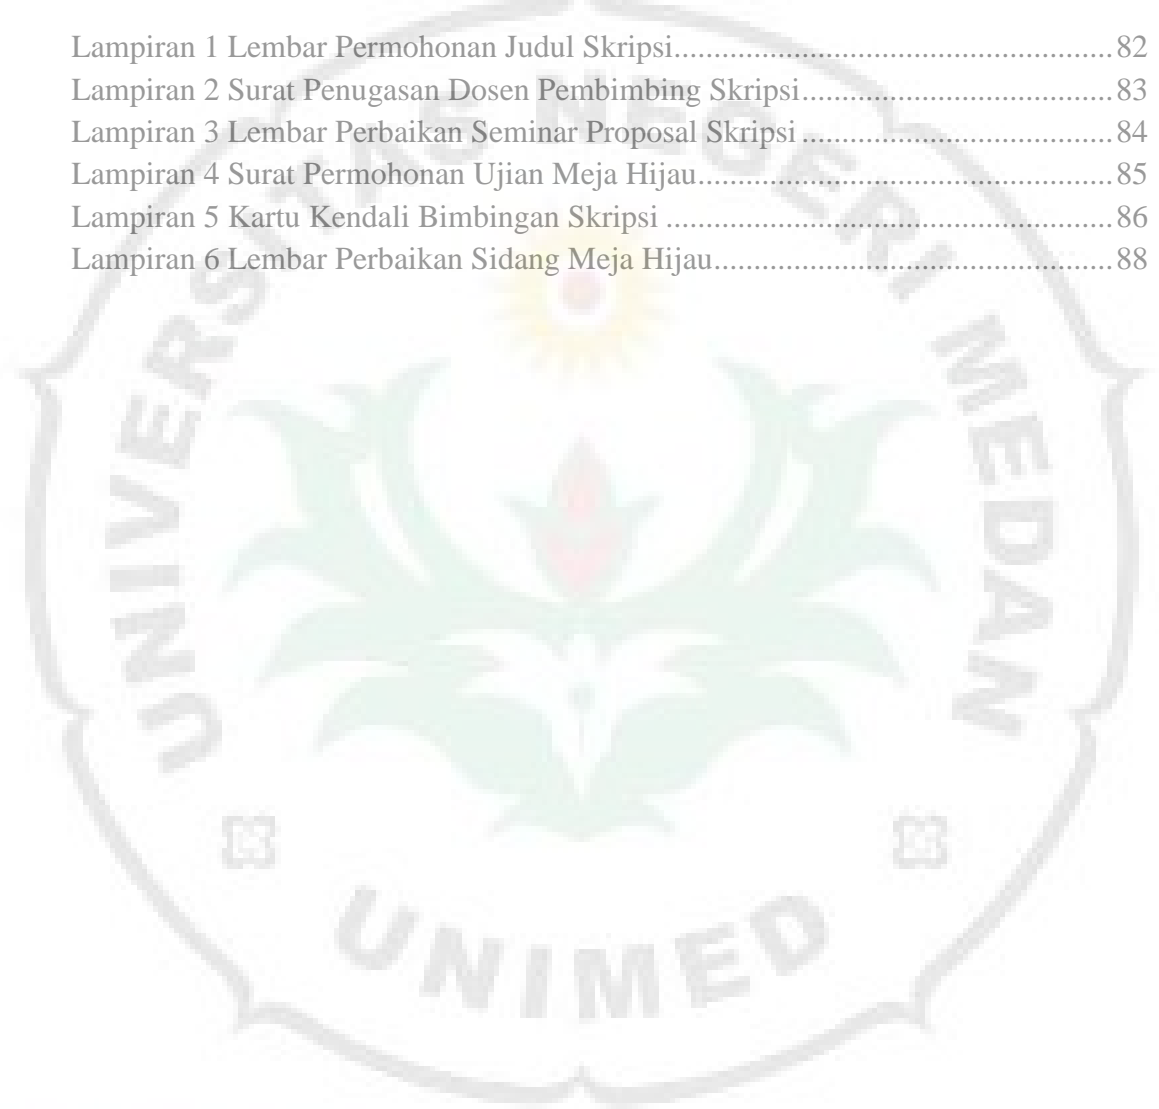 Lampiran 1 Lembar Permohonan Judul Skripsi........................................................ 82
Lampiran 2 Surat Penugasan Dosen Pembimbing Skripsi....................................... 83
Lampiran 3 Lembar Perbaikan Seminar Proposal Skripsi....................................... 84
Lampiran 4 Surat Permohonan Ujian Meja Hijau.................................................... 85
Lampiran 5 Kartu Kendali Bimbingan Skripsi ........................................................ 86
Lampiran 6 Lembar Perbaikan Sidang Meja Hijau.................................................. 88
UNIVERSITAS NEGERI MEDAN
UNIMED